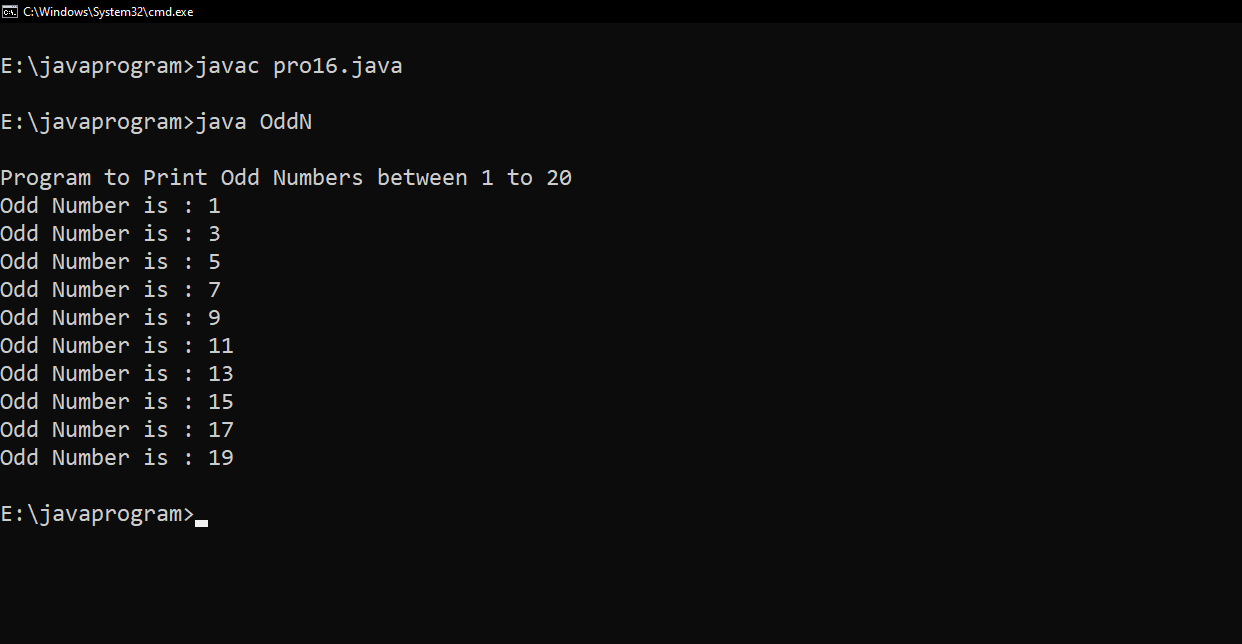 C:\Windows\System32\cmd.exe
E:\javaprogram>javac pro16.java
E:\javaprogram>java OddN
Program to Print Odd Numbers between 1 to 20
Odd Number is : 1
Odd Number is : 3
Odd Number is : 5
Odd Number is : 7
Odd Number is : 9
Odd Number is : 11
Odd Number is : 13
Odd Number is : 15
Odd Number is : 17
Odd Number is : 19
E:\javaprogram>